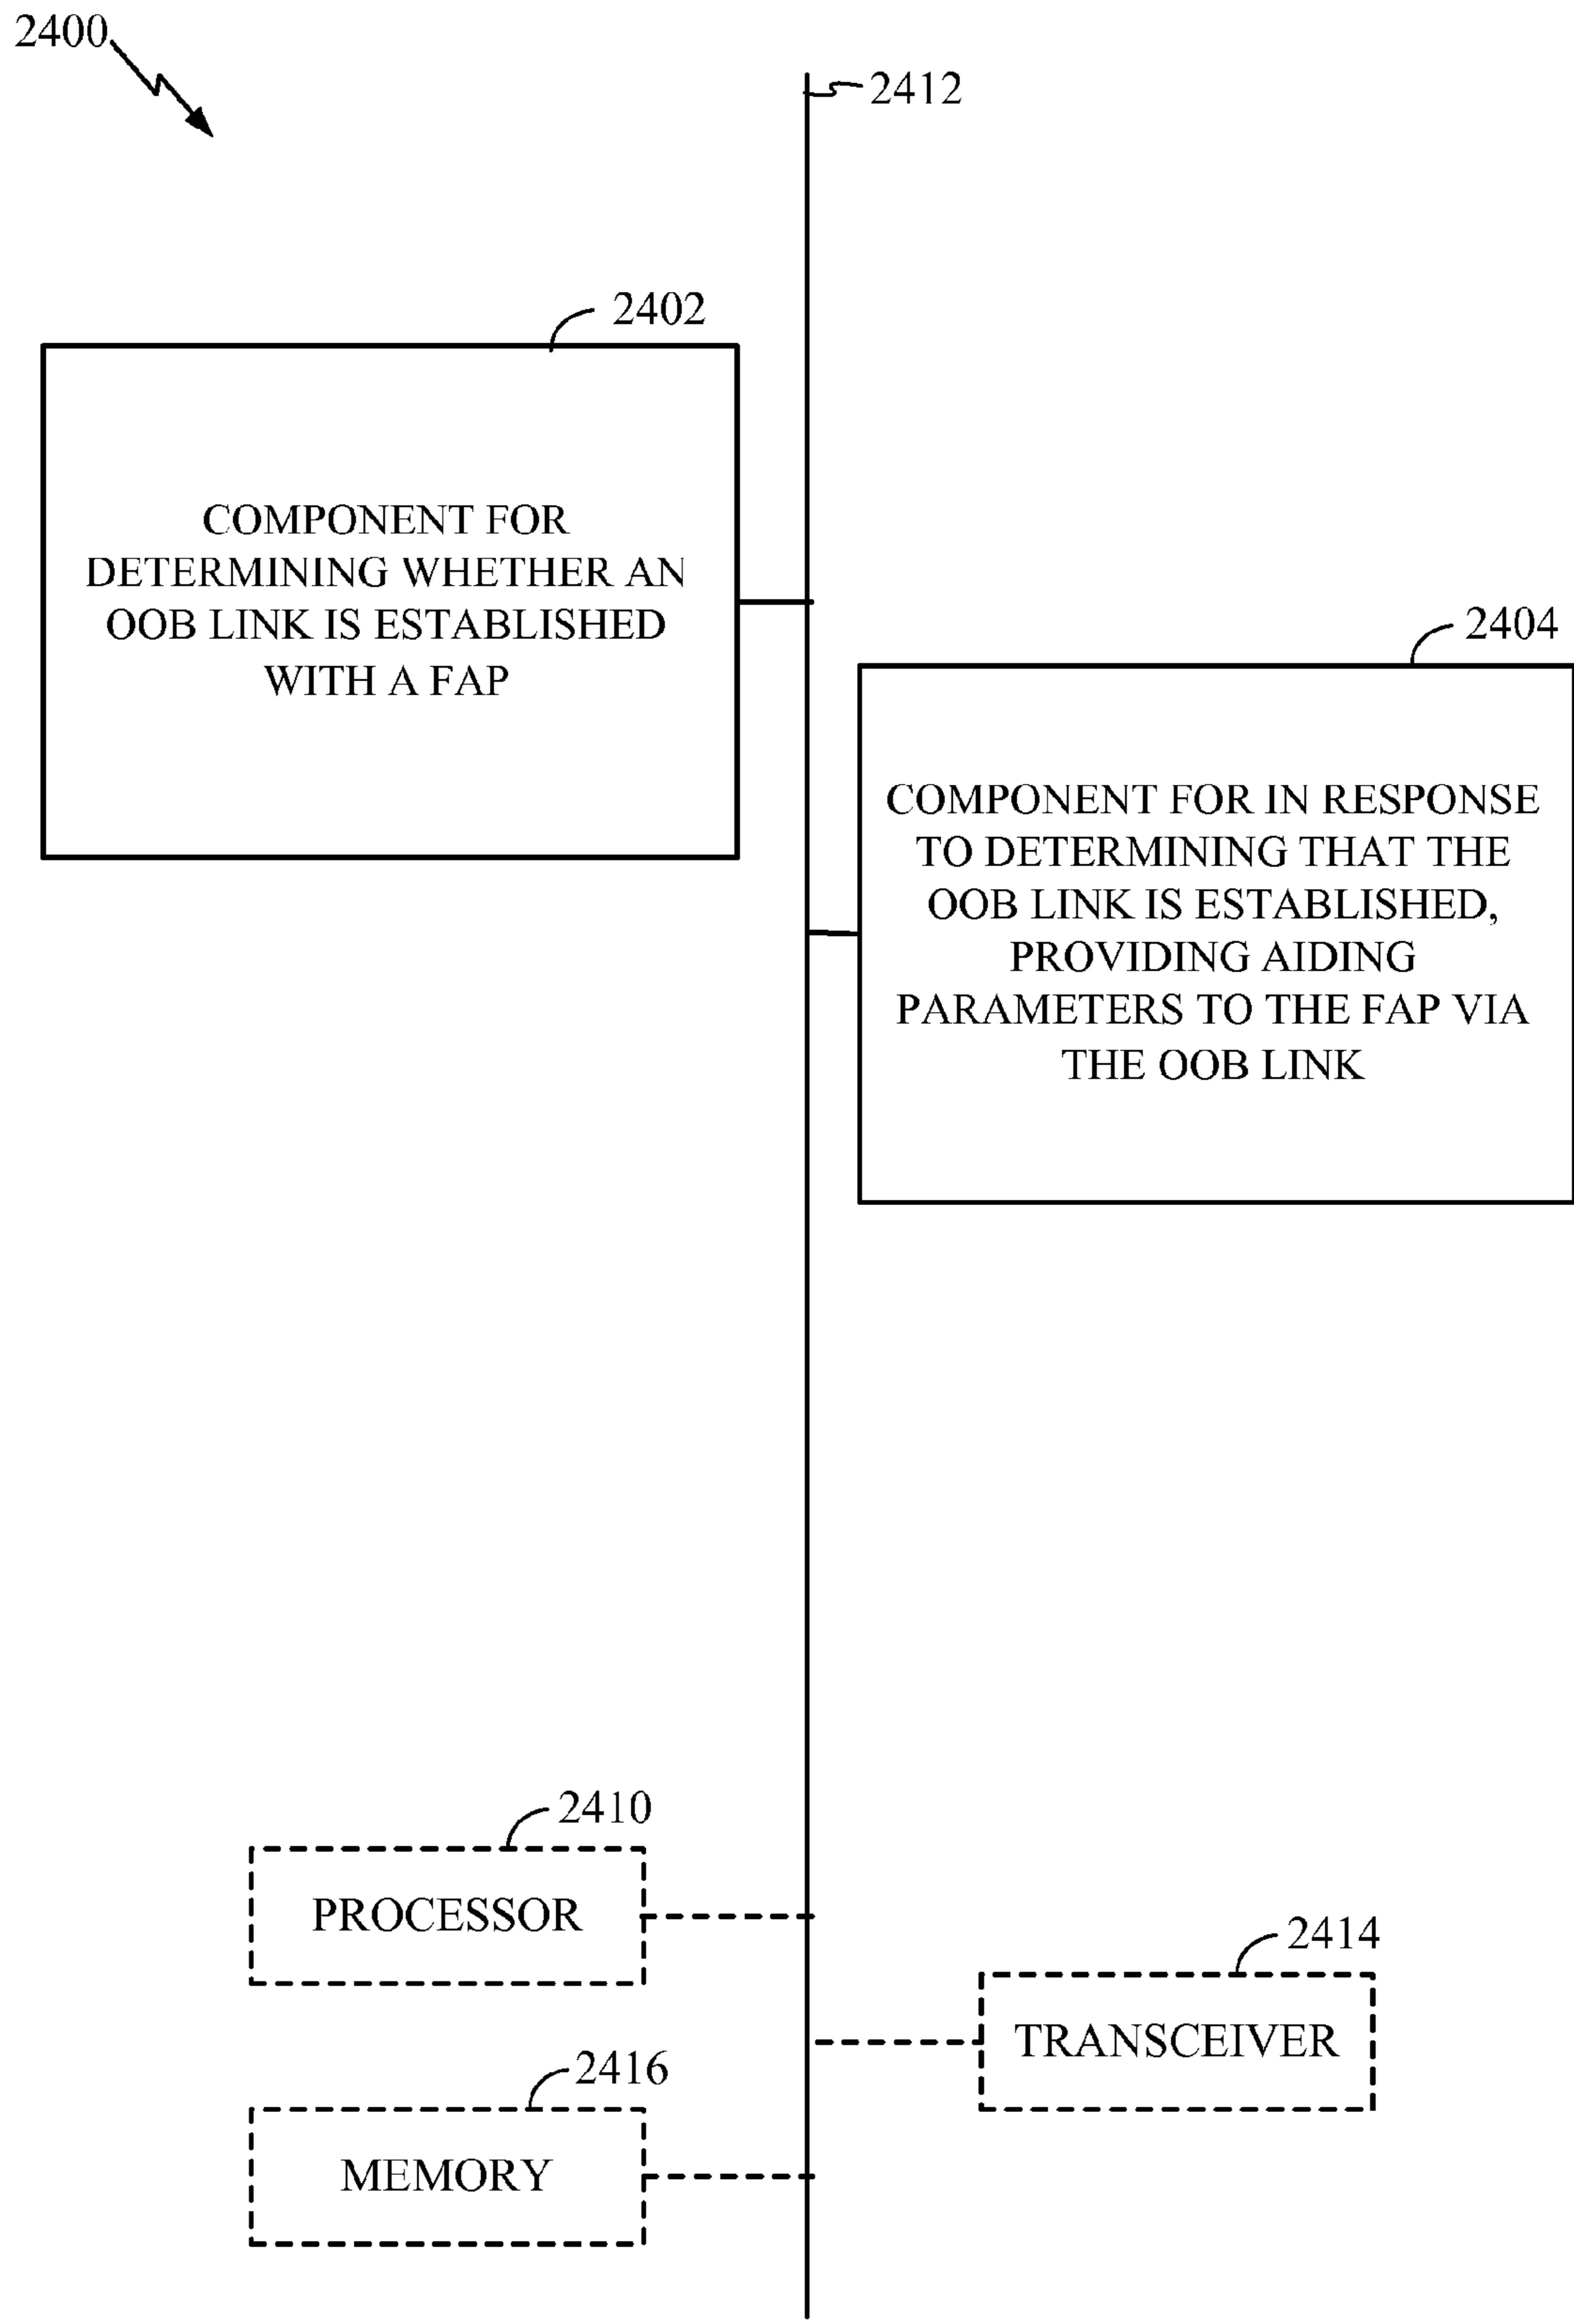 2400
2412
2402
COMPONENT FOR
DETERMINING WHETHER AN
OOB LINK IS ESTABLISHED
WITH A FAP
2404
COMPONENT FOR IN RESPONSE
TO DETERMINING THAT THE
OOB LINK IS ESTABLISHED,
PROVIDING AIDING
PARAMETERS TO THE FAP VIA
THE OOB LINK
2410
PROCESSOR
2414
TRANSCEIVER
2416
MEMORY